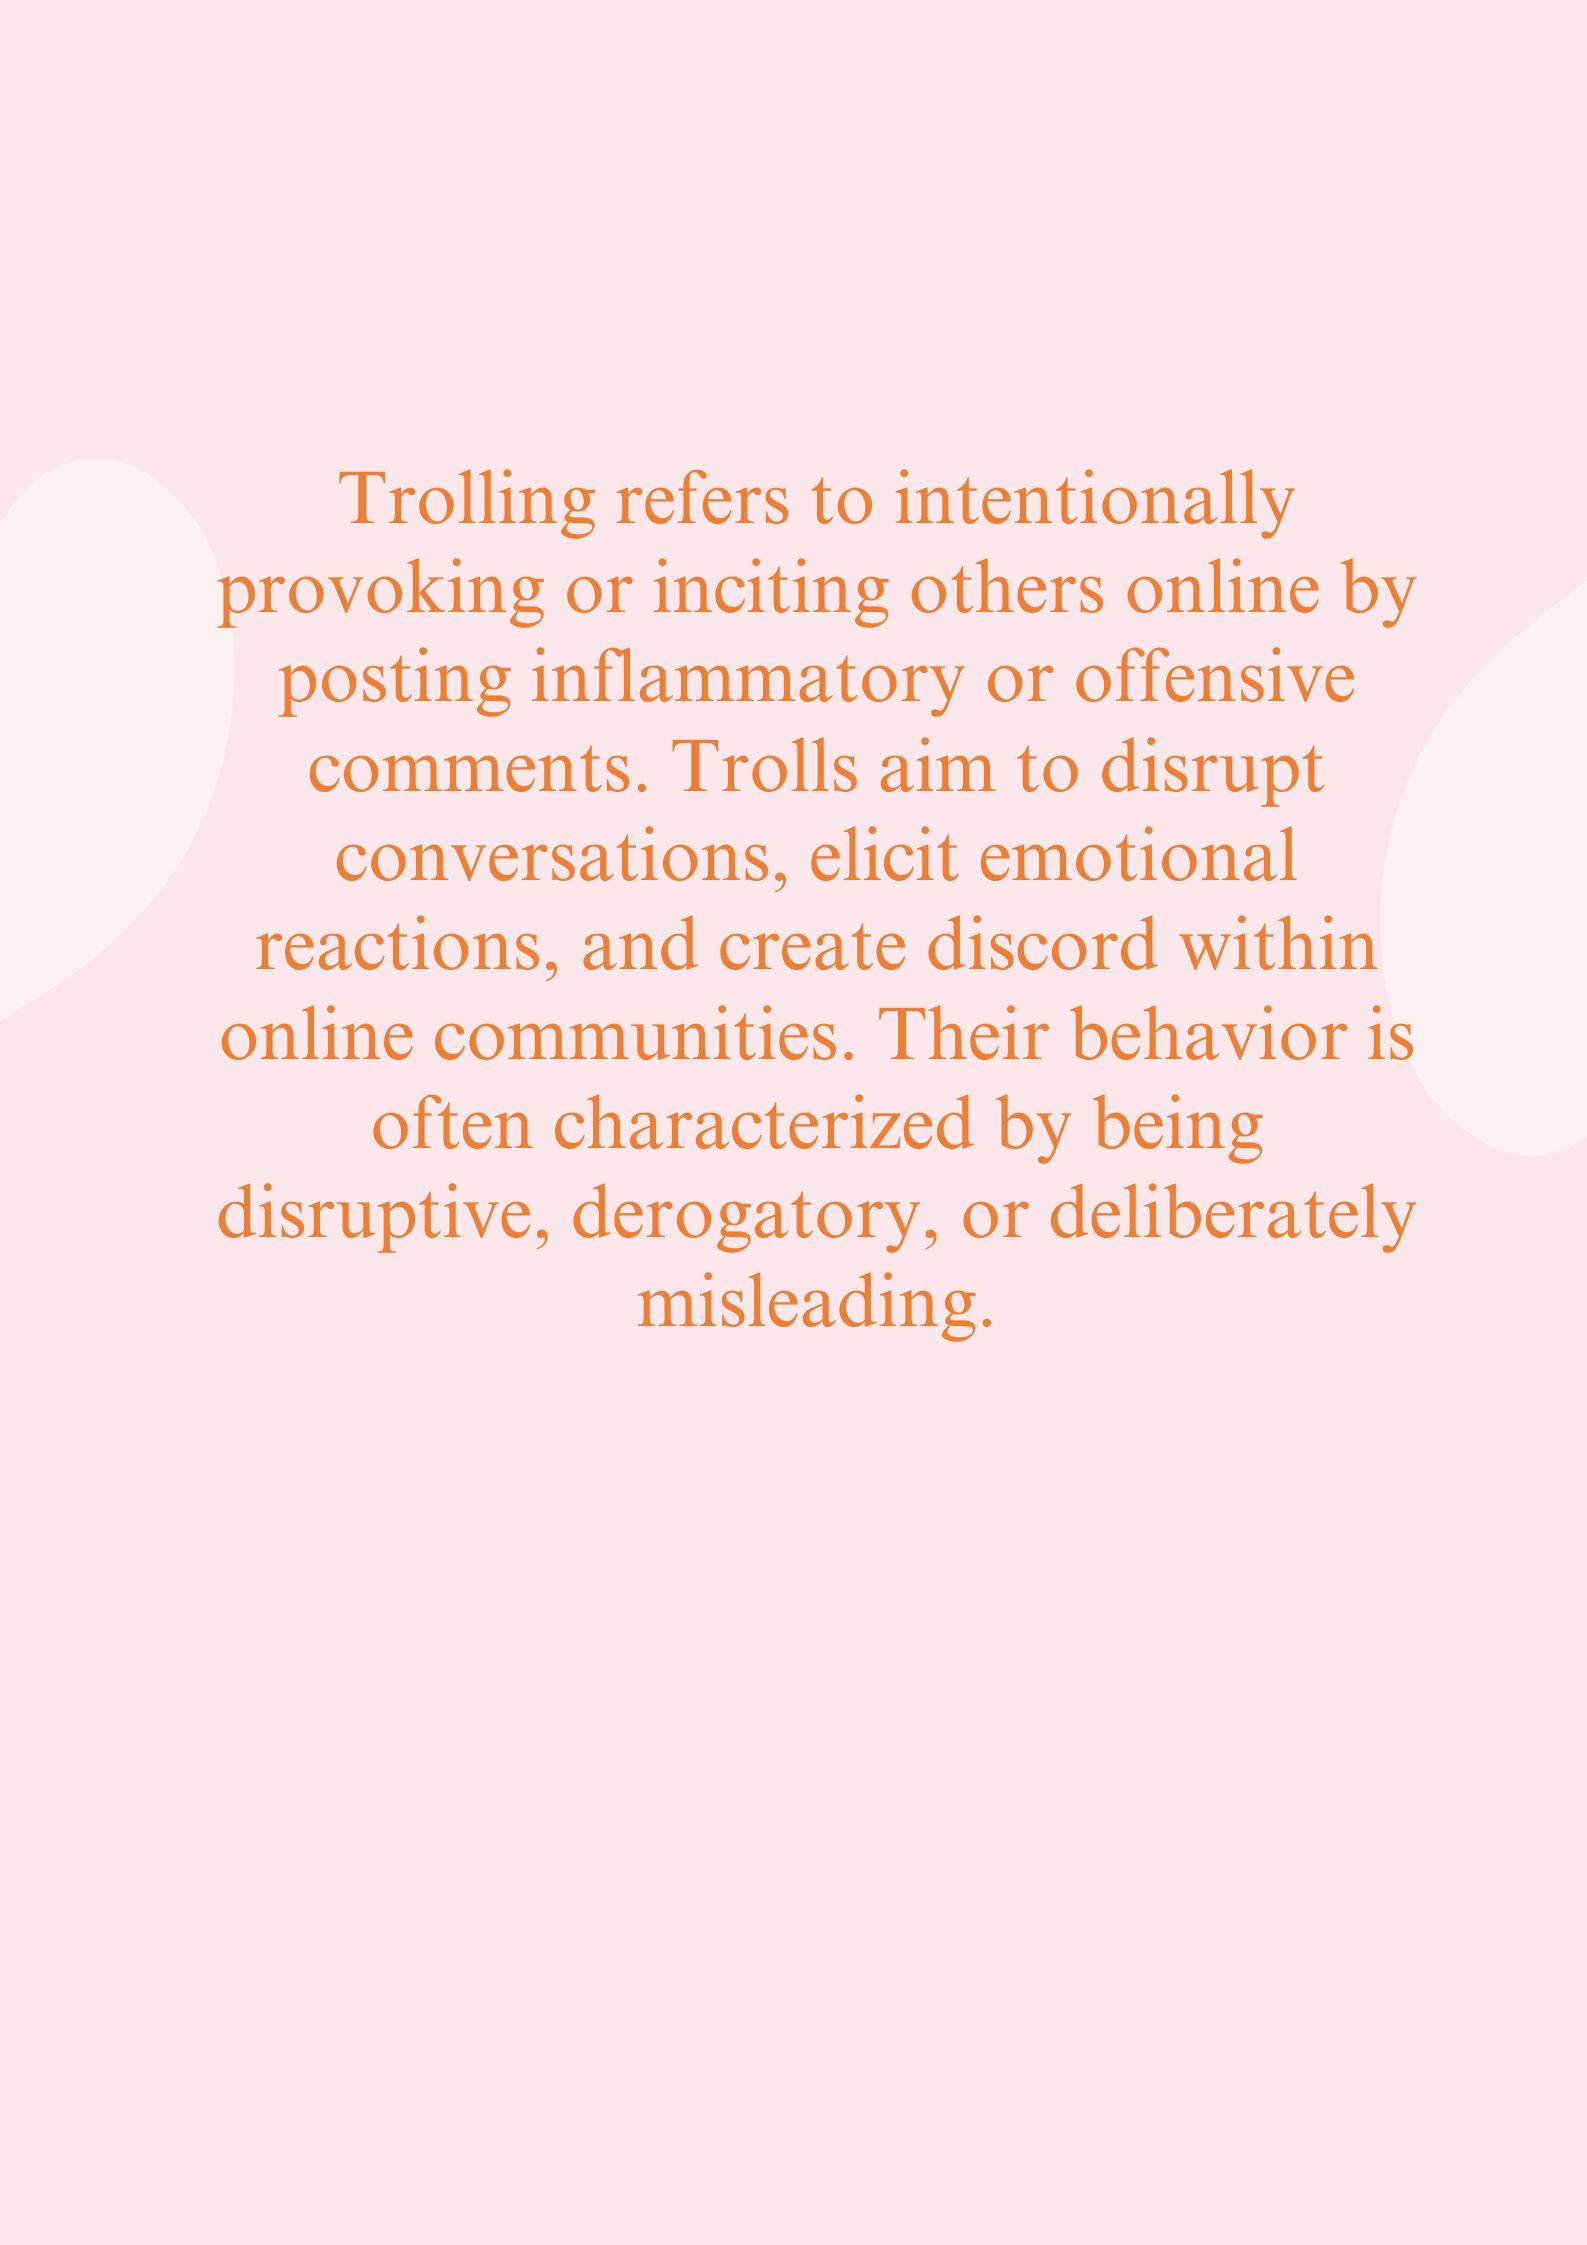 Trolling refers to intentionally
provoking or inciting others online by
posting inflammatory or offensive
comments. Trolls aim to disrupt
conversations, elicit emotional
reactions, and create discord within
online communities. Their behavior is
often characterized by being
disruptive, derogatory, or deliberately
misleading.